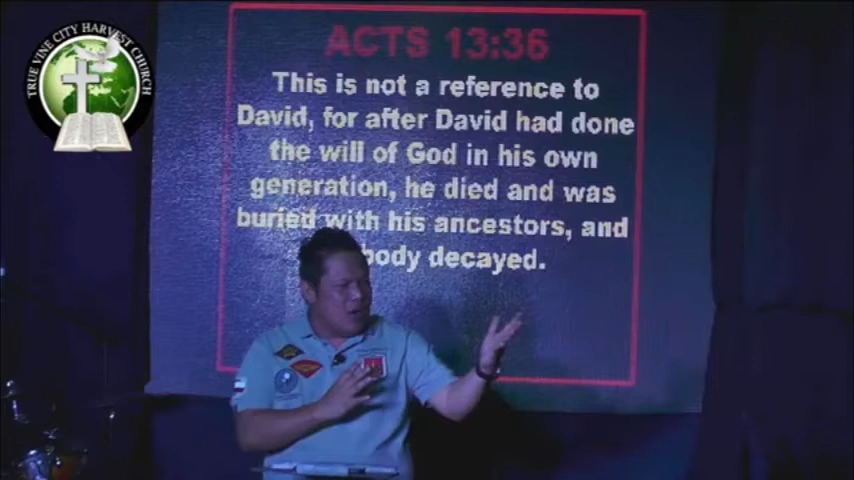 TRUE VINE CITY HARVEST CHURCH
ACTS 13:36
This is not a reference to
David, for after David had done
the will of God in his own
generation, he died and was
buried with his ancestors, and
body decayed.